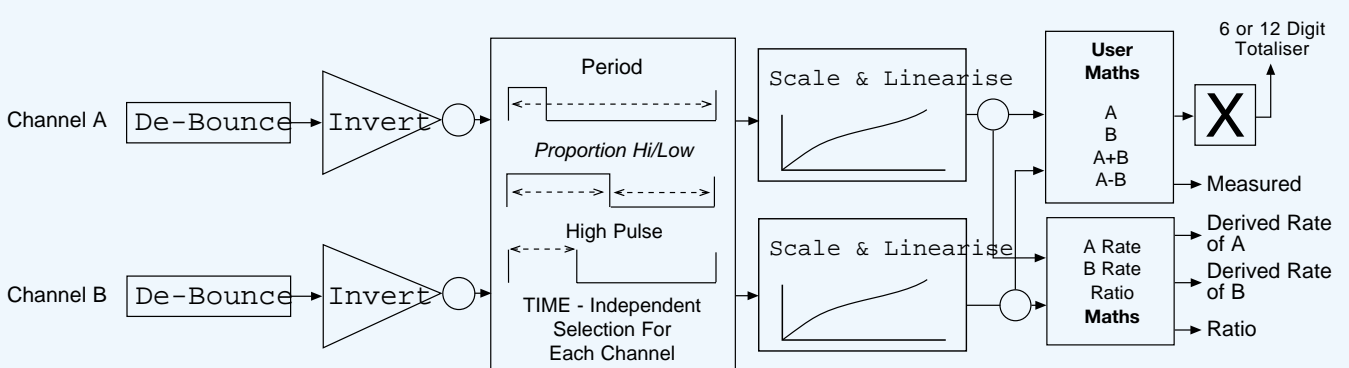 6 or 12 Digit
Totaliser
User
Maths
Period
Scale & Linearise
Channel A
De-Bounce
Invert
A
B
A+B
A-B
X
Proportion Hi/Low
Measured
High Pulse
Scale & Linearise
Derived Rate
of A
A Rate
B Rate
Ratio
Maths
Derived Rate
of B
Channel B
De-Bounce
Invert
TIME - Independent
Selection For
Each Channel
Ratio